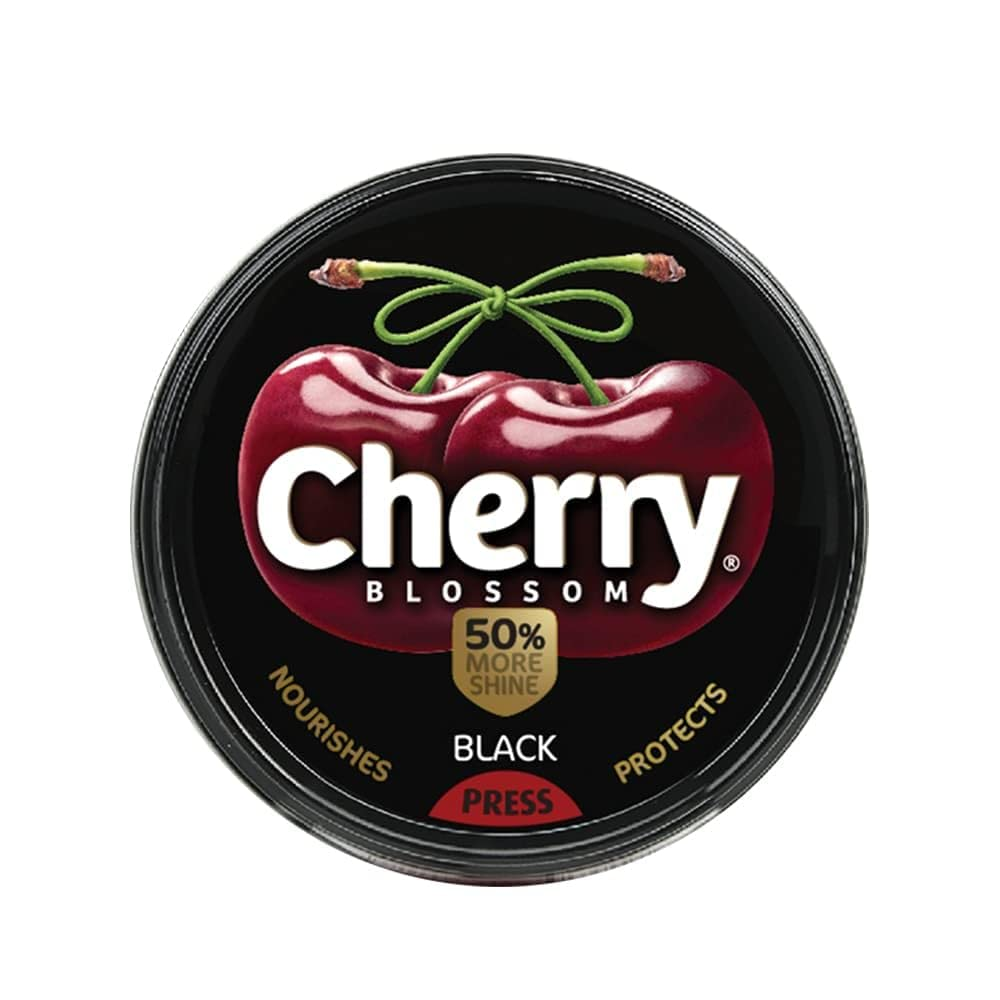 Cherry®
BLOSSOM
50%
MORE
SHINE
NOURISHES
PROTECTS
BLACK
PRESS